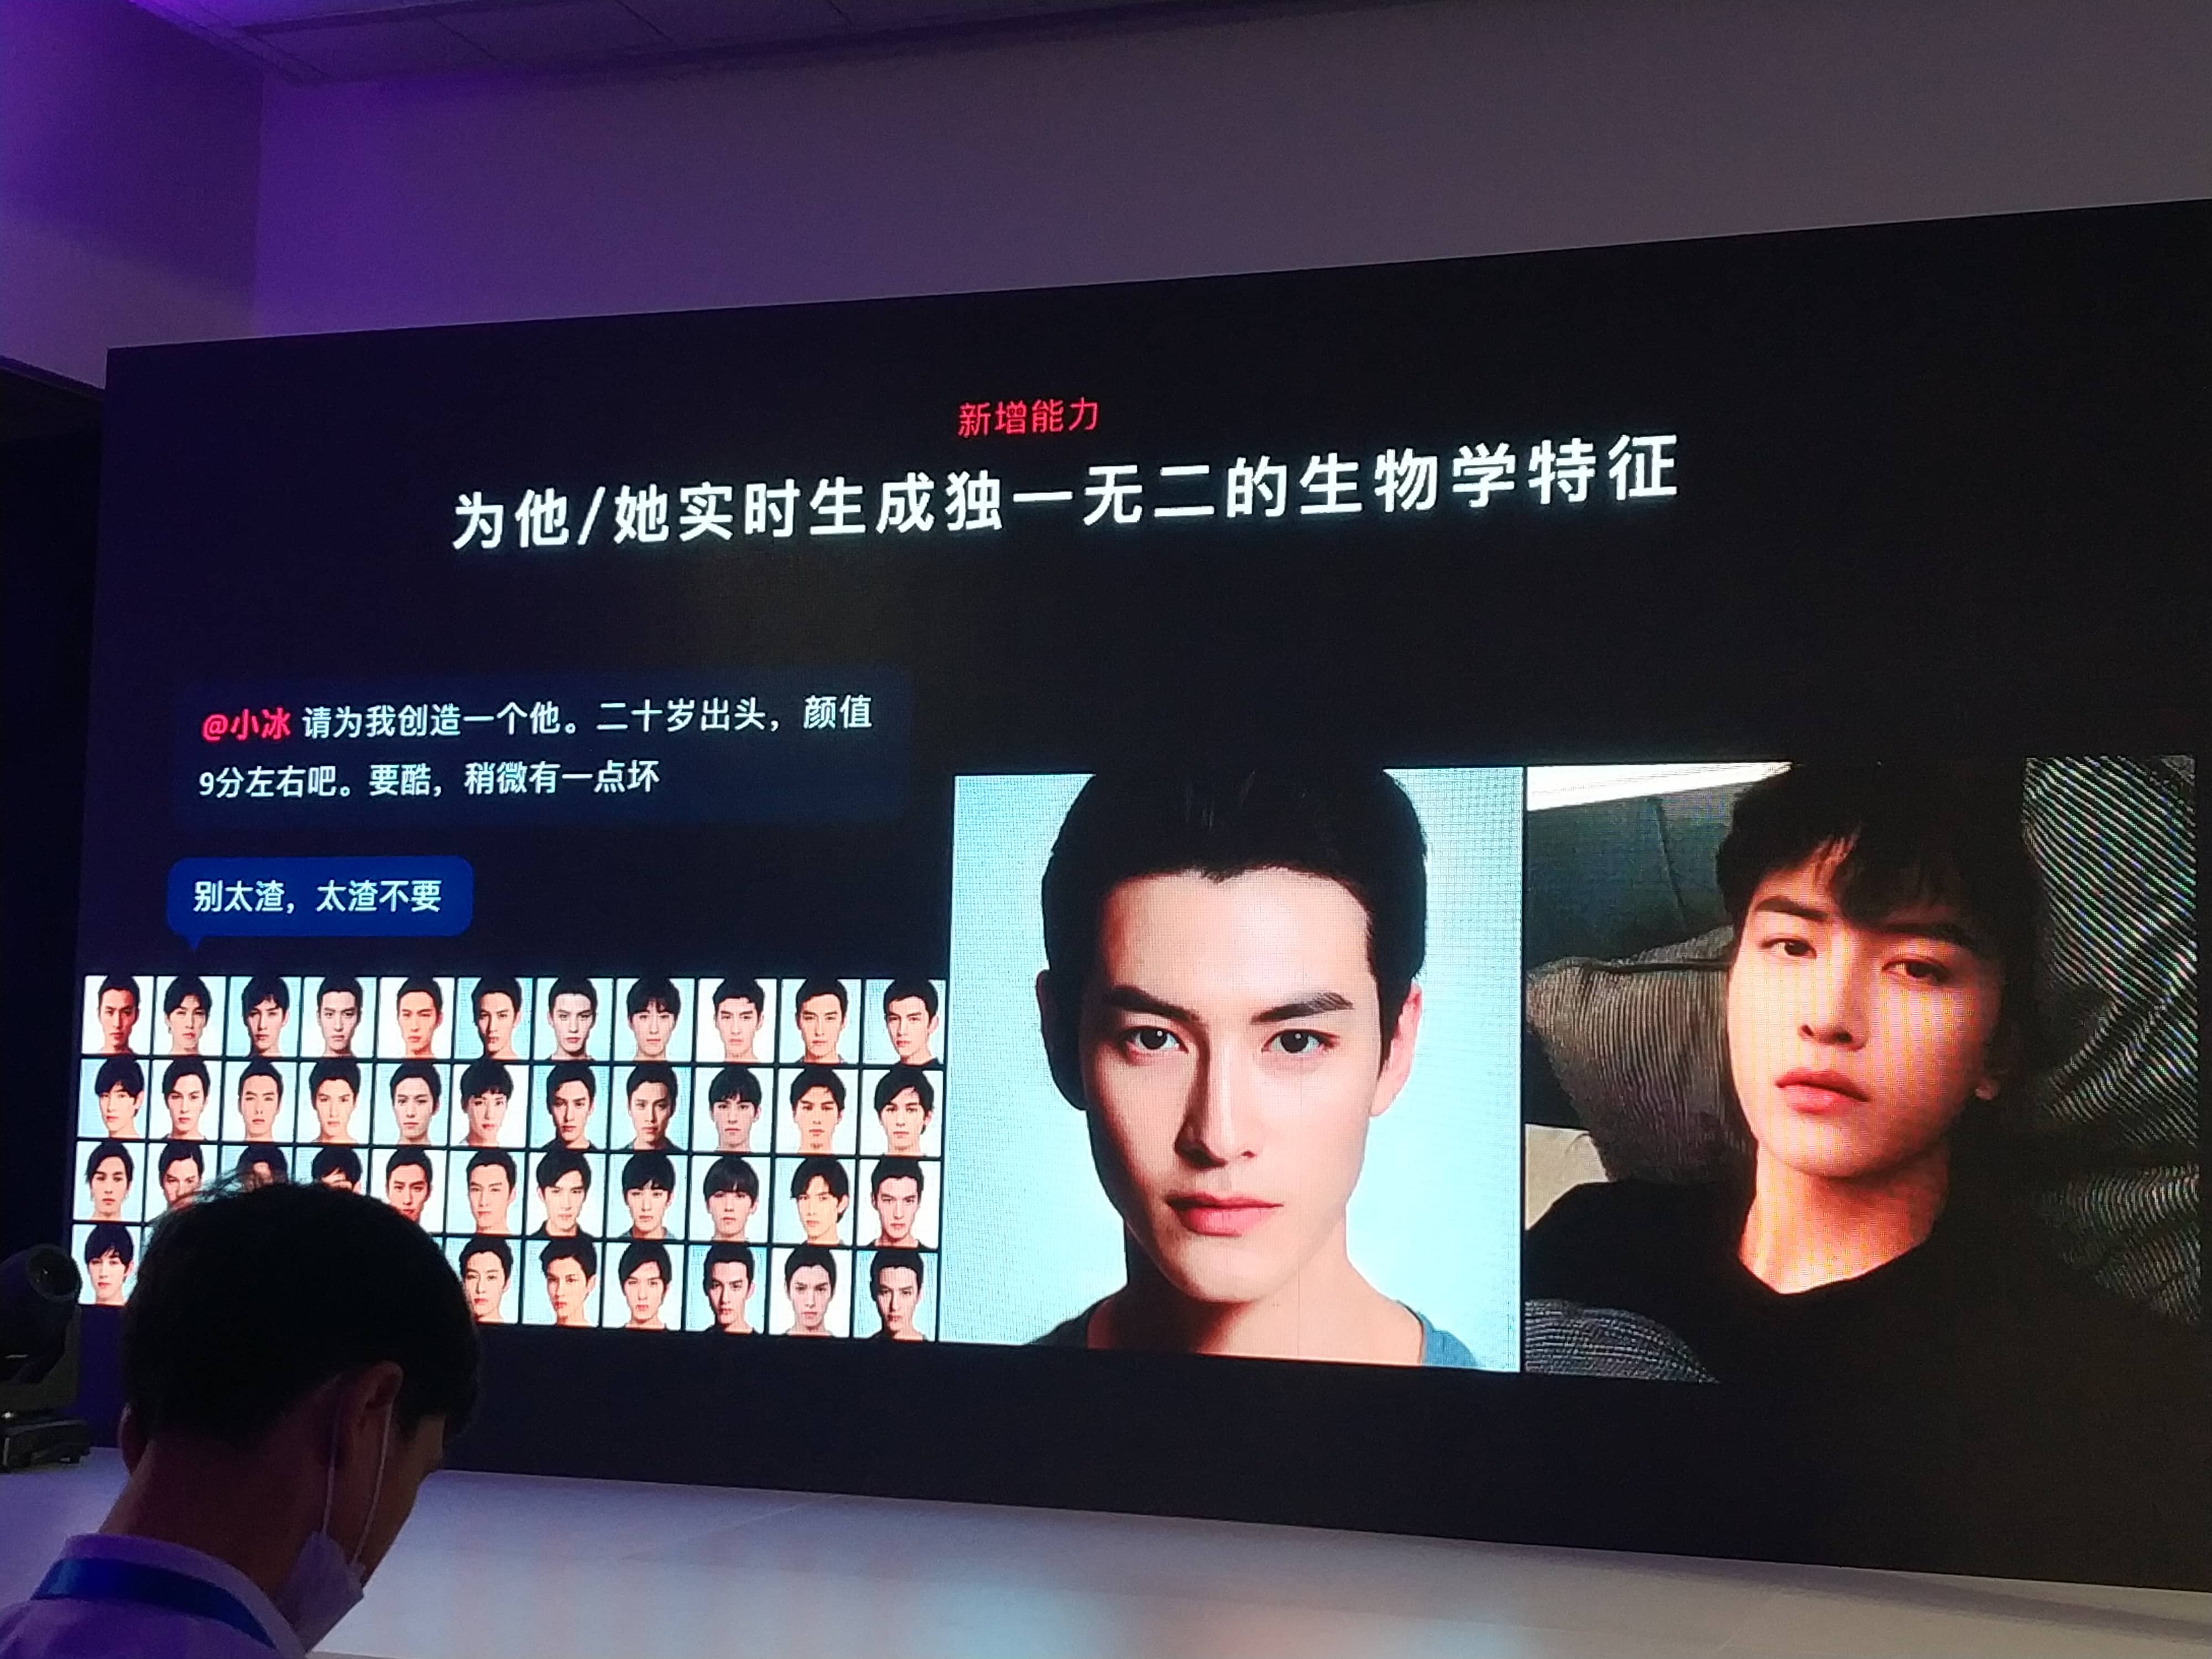 新增能力
为他/她实时生成独一无二的生物学特征
@小冰 请为我创造一个他。二十岁出头，颜值
9分左右吧。要酷，稍微有一点坏
别太渣，太渣不要